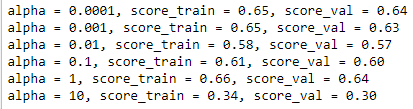 alpha = 0.0001, score_train = 0.65, score_val = 0.64
alpha = 0.001, score_train = 0.65, score_val = 0.63
alpha = 0.01, score_train = 0.58, score_val = 0.57
alpha = 0.1, score_train = 0.61, score_val = 0.60
alpha = 1, score_train = 0.66, score_val = 0.64
alpha = 10, score_train = 0.34, score_val = 0.30